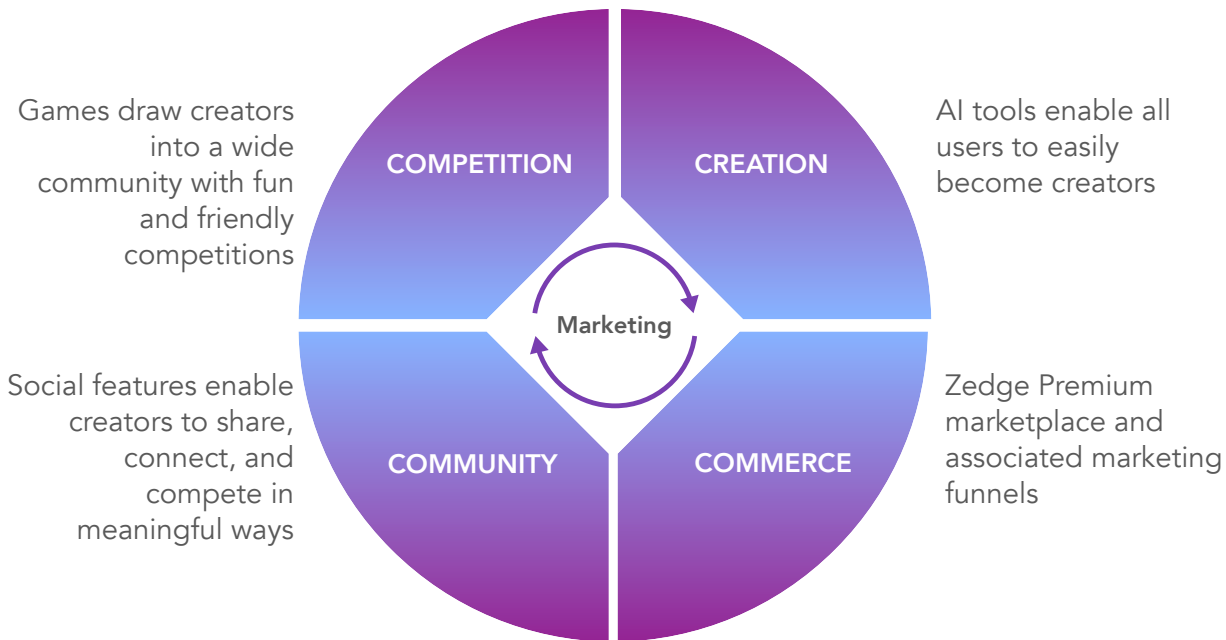 Games draw creators
into a wide
community with fun
and friendly
competitions
COMPETITION
CREATION
AI tools enable all
users to easily
become creators
Marketing
Social features enable
creators to share,
connect, and
compete in
meaningful ways
COMMUNITY
COMMERCE
Zedge Premium
marketplace and
associated marketing
funnels